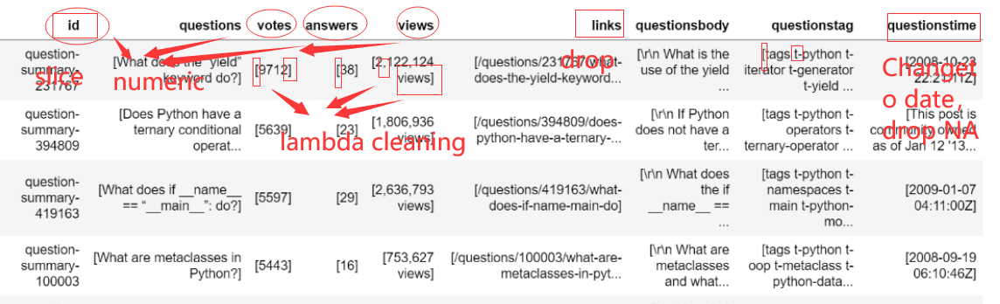 id questions votes answers views links questionsbody questionstag questionstime
question-summary-231767 [What does the "yield" keyword do?] [9712] [38] [2,122,124 views] [/questions/231767/what-does-the-yield-keyword... [\r\n What is the use of the yield ... [tags t-python t-iterator t-generator t-yield ... [2008-10-23 22:21:11Z]
slice
numeric
drop
Change to date, drop NA
question-summary-394809 [Does Python have a ternary conditional operat... [5639] [23] [1,806,936 views] [/questions/394809/does-python-have-a-ternary-... [\r\n If Python does not have a ter... [tags t-python t-operators t-ternary-operator ... [This post is community owned as of Jan 12 '13...
lambda cleaning
question-summary-419163 [What does if __name__ == “__main__”: do?] [5597] [29] [2,636,793 views] [/questions/419163/what-does-if-name-main-do] [\r\n What does the if __name__ == ... [tags t-python t-namespaces t-main t-python-mo... [2009-01-07 04:11:00Z]
question-summary-100003 [What are metaclasses in Python?] [5443] [16] [753,627 views] [/questions/100003/what-are-metaclasses-in-pyt... [\r\n What are metaclasses and what... [tags t-python t-oop t-metaclass t-python-data... [2008-09-19 06:10:46Z]